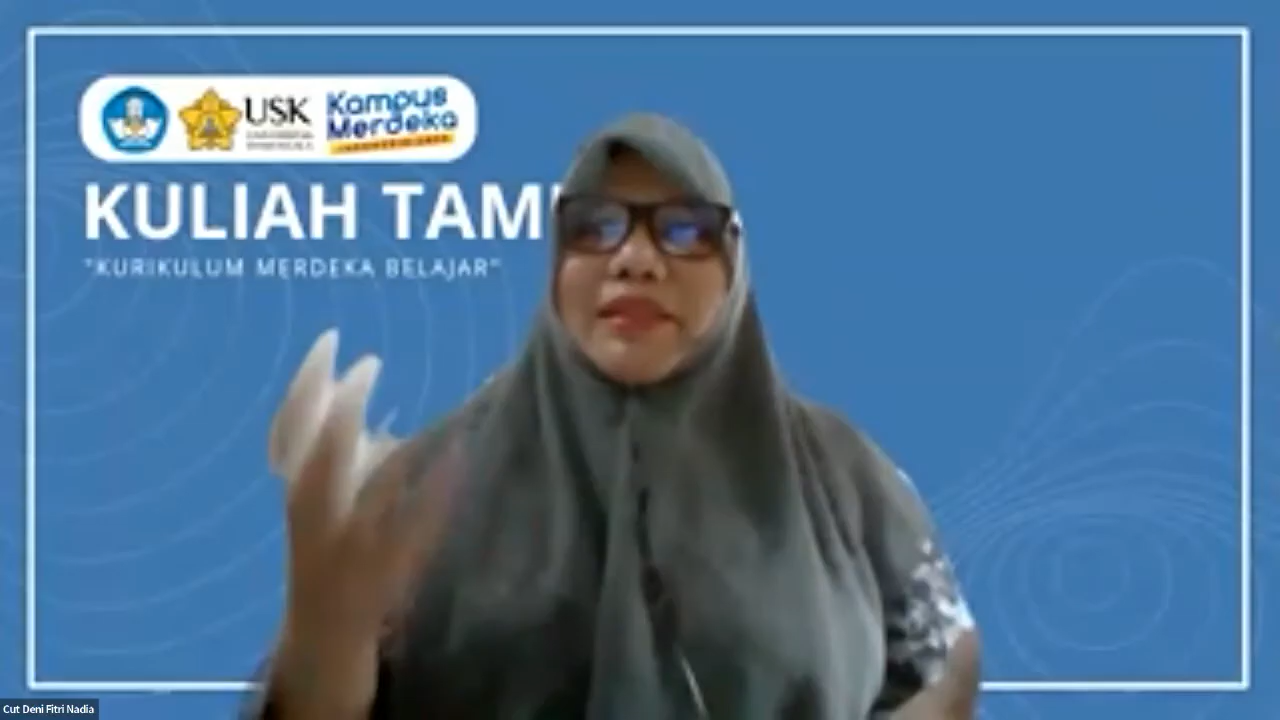 USK
Kampus
Merdeka
KULIAH TAM
"KURIKULUM MERDEKA BELAJAR"
Cut Deni Fitri Nadia